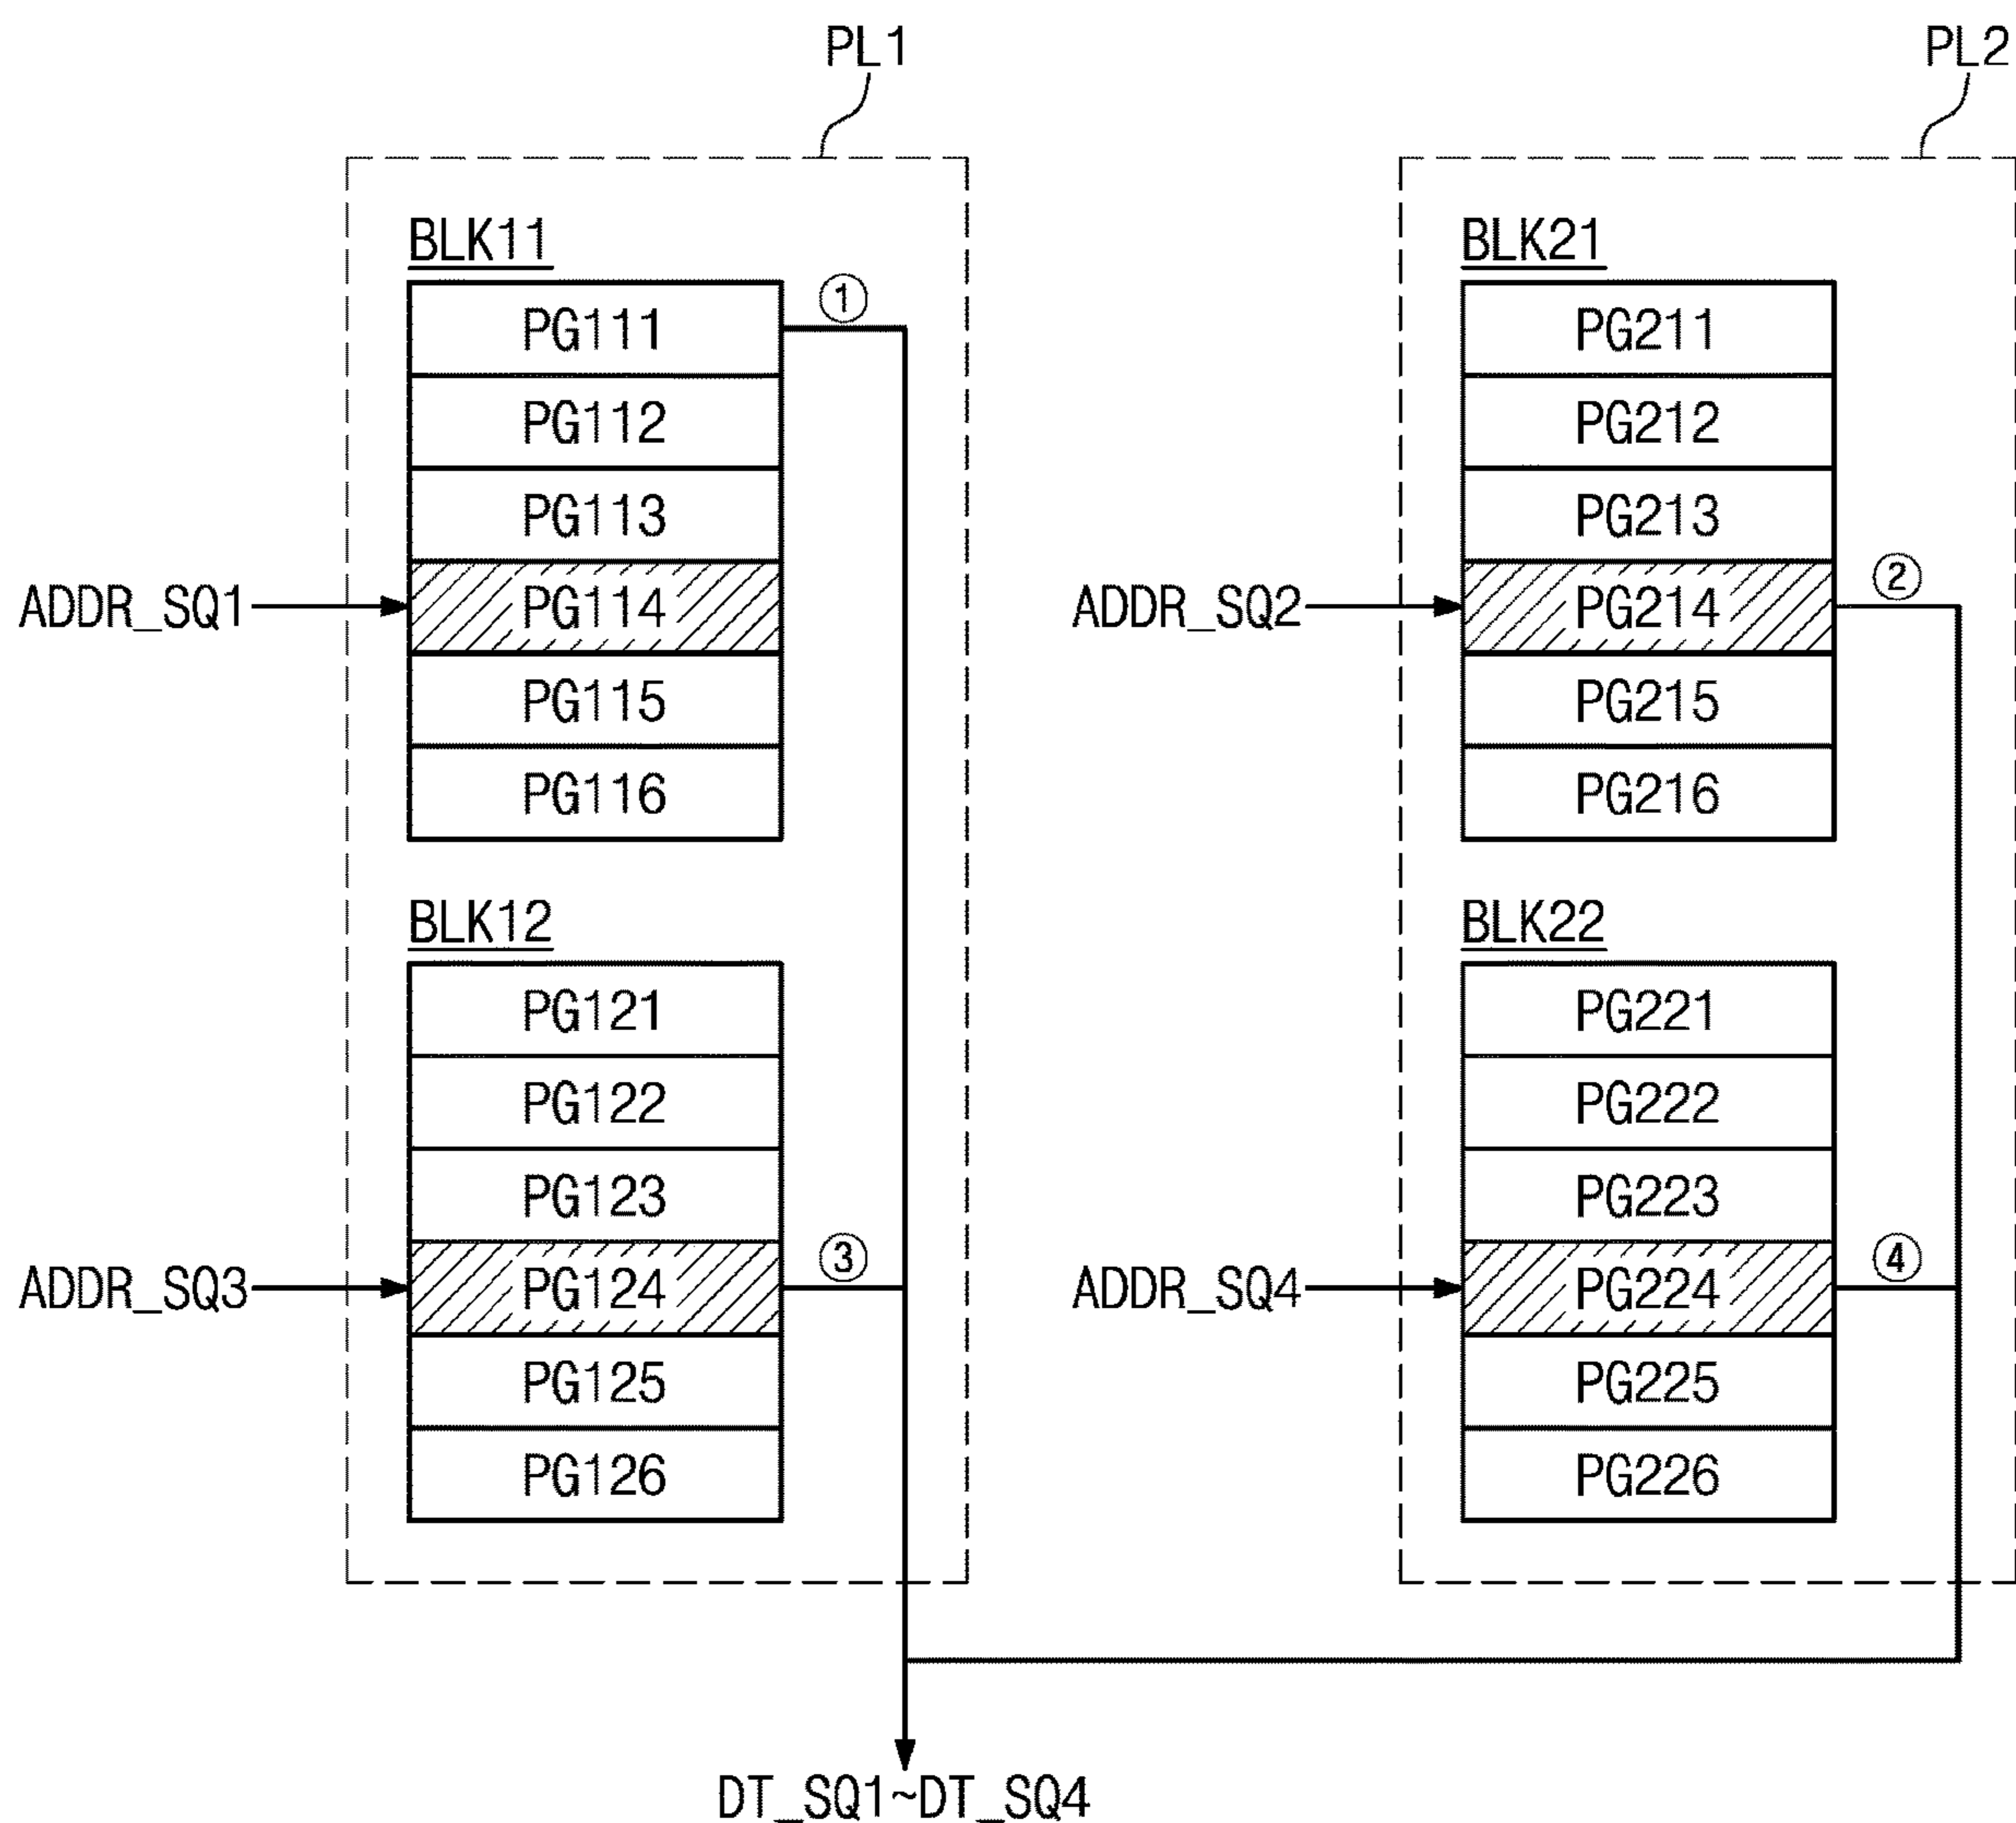 PL1
PL2
BLK11
PG111
PG112
PG113
PG114
PG115
PG116
①
ADDR_SQ1
BLK12
PG121
PG122
PG123
PG124
PG125
PG126
③
ADDR_SQ3
BLK21
PG211
PG212
PG213
PG214
PG215
PG216
②
ADDR_SQ2
BLK22
PG221
PG222
PG223
PG224
PG225
PG226
④
ADDR_SQ4
DT_SQ1~DT_SQ4